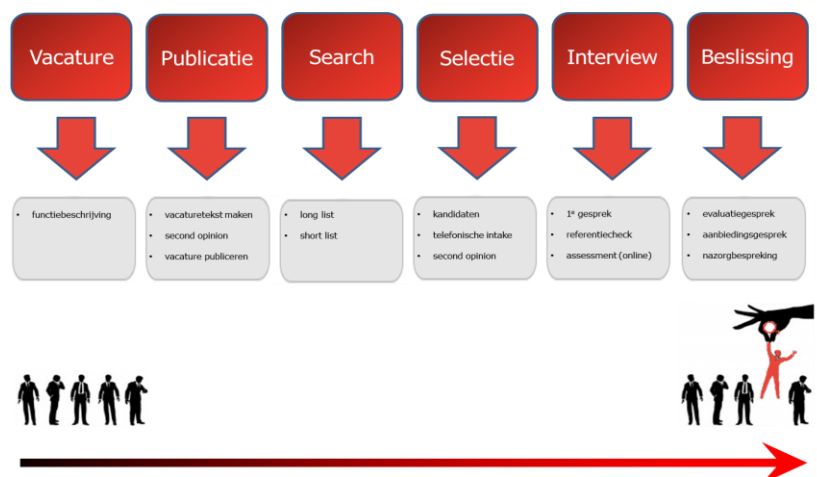 Vacature
Publicatie
Search
Selectie
Interview
Beslissing
• functiebeschrijving
• vacaturetekst maken
• second opinion
• vacature publiceren
• long list
• short list
• kandidaten
• telefonische intake
• second opinion
• 1e gesprek
• referentiecheck
• assessment (online)
• evaluatiegesprek
• aanbiedingsgesprek
• nazorgbespreking